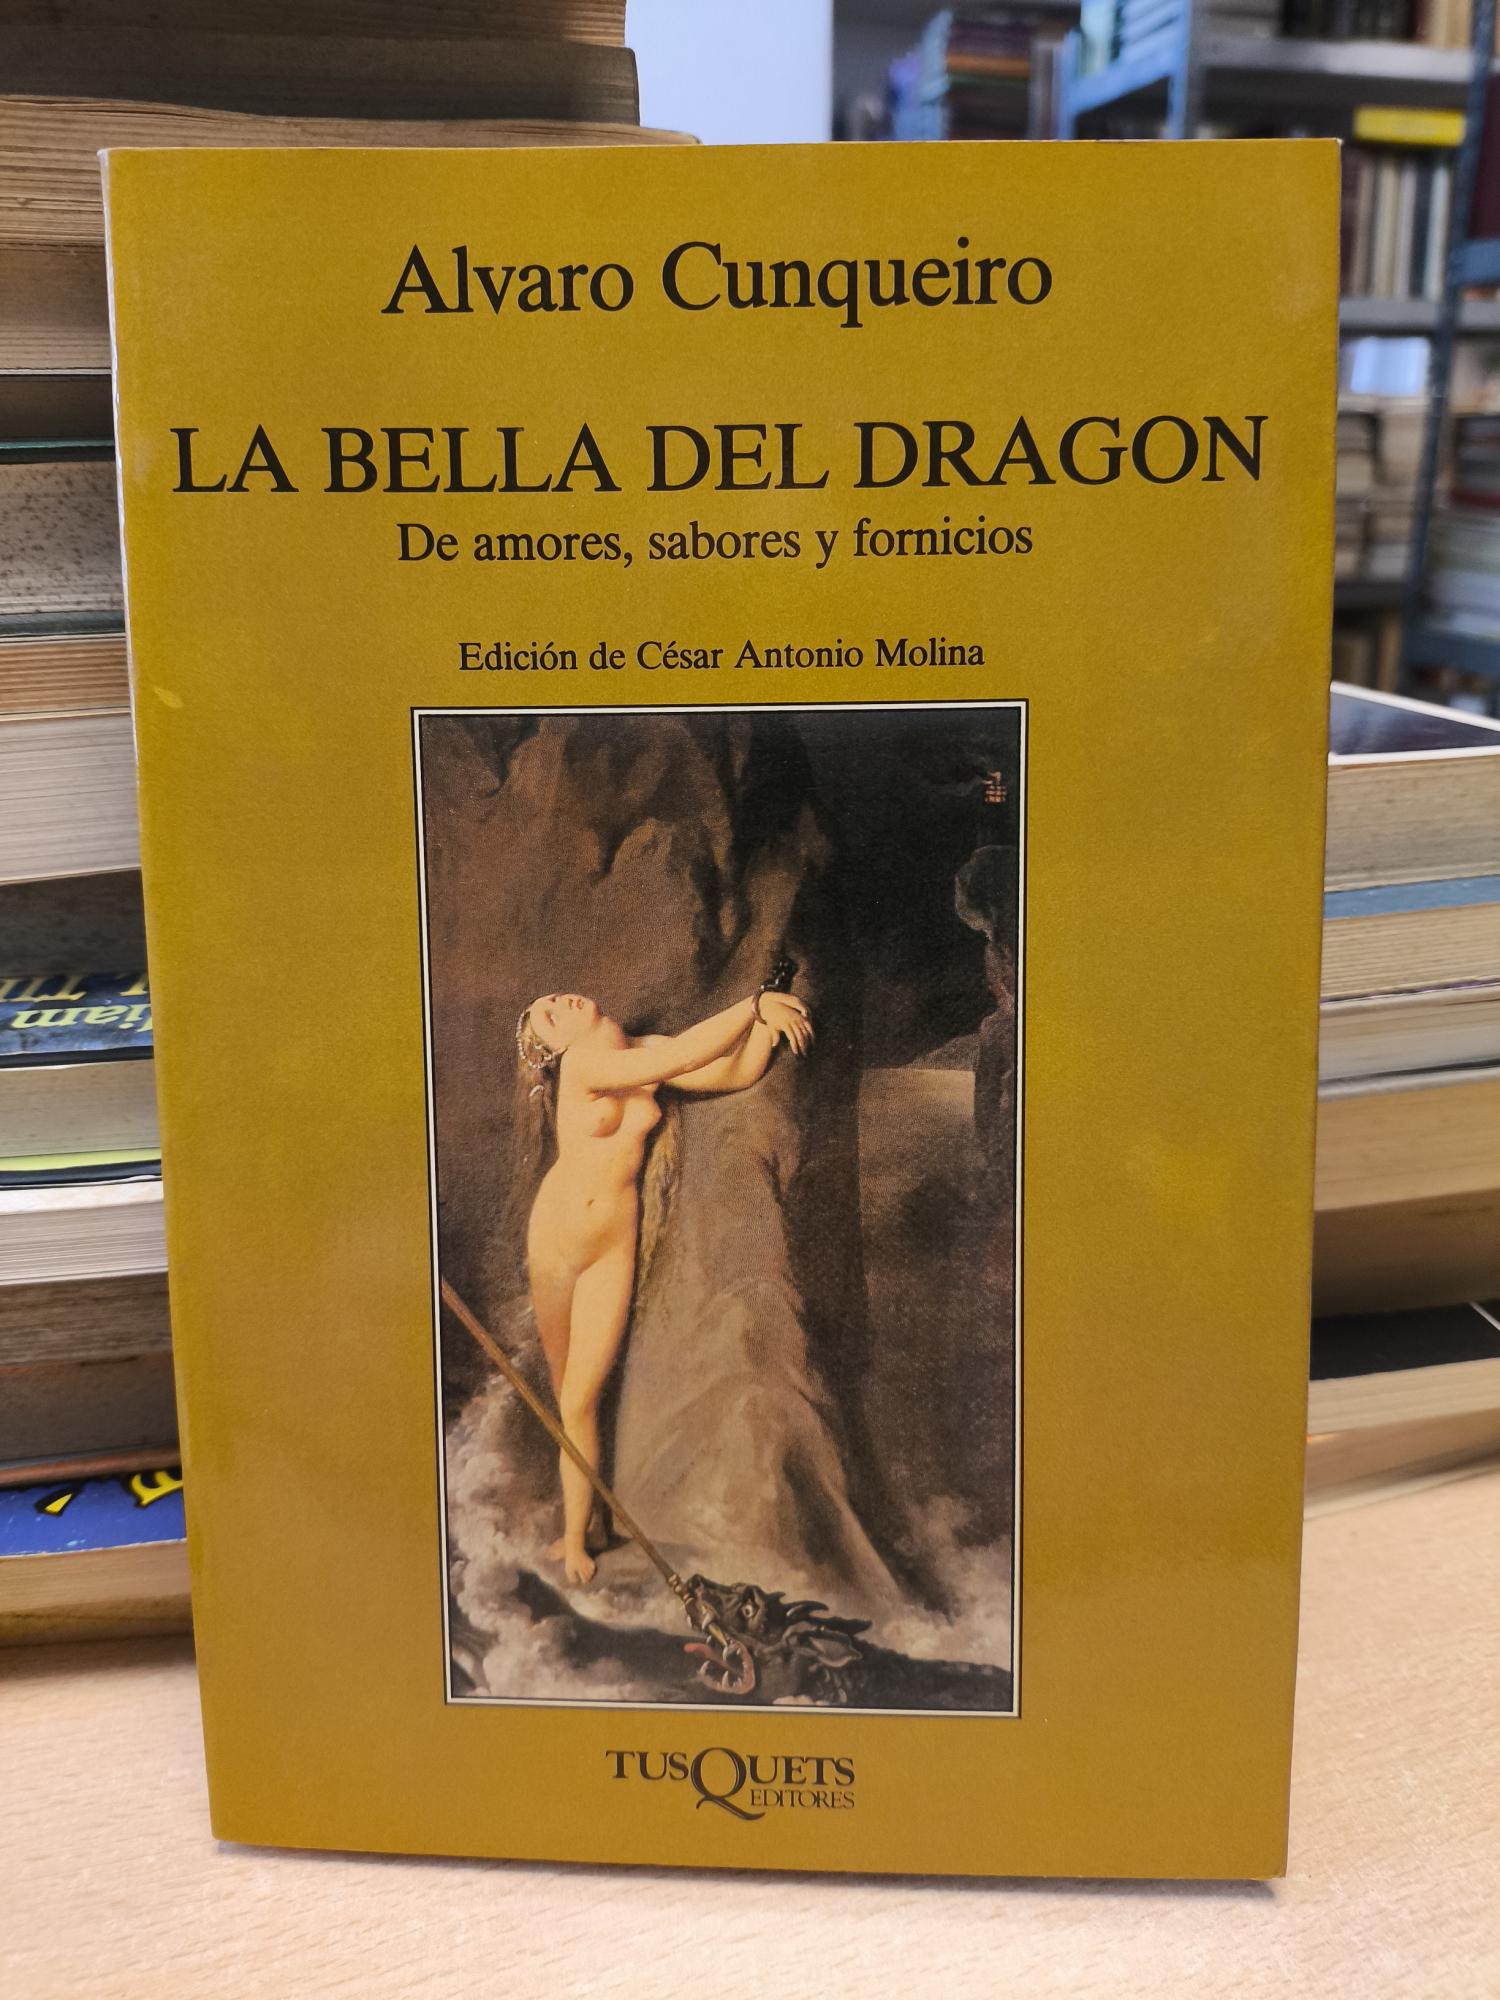 Alvaro Cunqueiro
LA BELLA DEL DRAGON
De amores, sabores y fornicios
Edición de César Antonio Molina
TUSQUETS
EDITORES